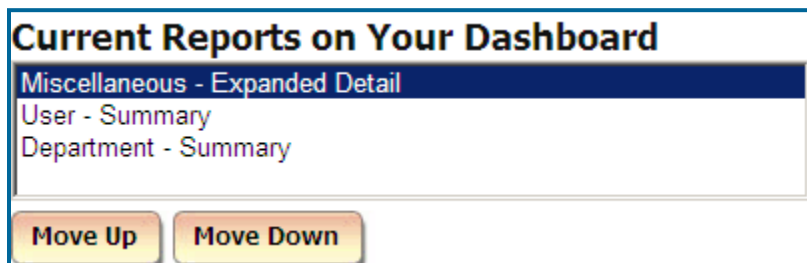 Current Reports on Your Dashboard
Miscellaneous - Expanded Detail
User - Summary
Department - Summary
Move Up Move Down